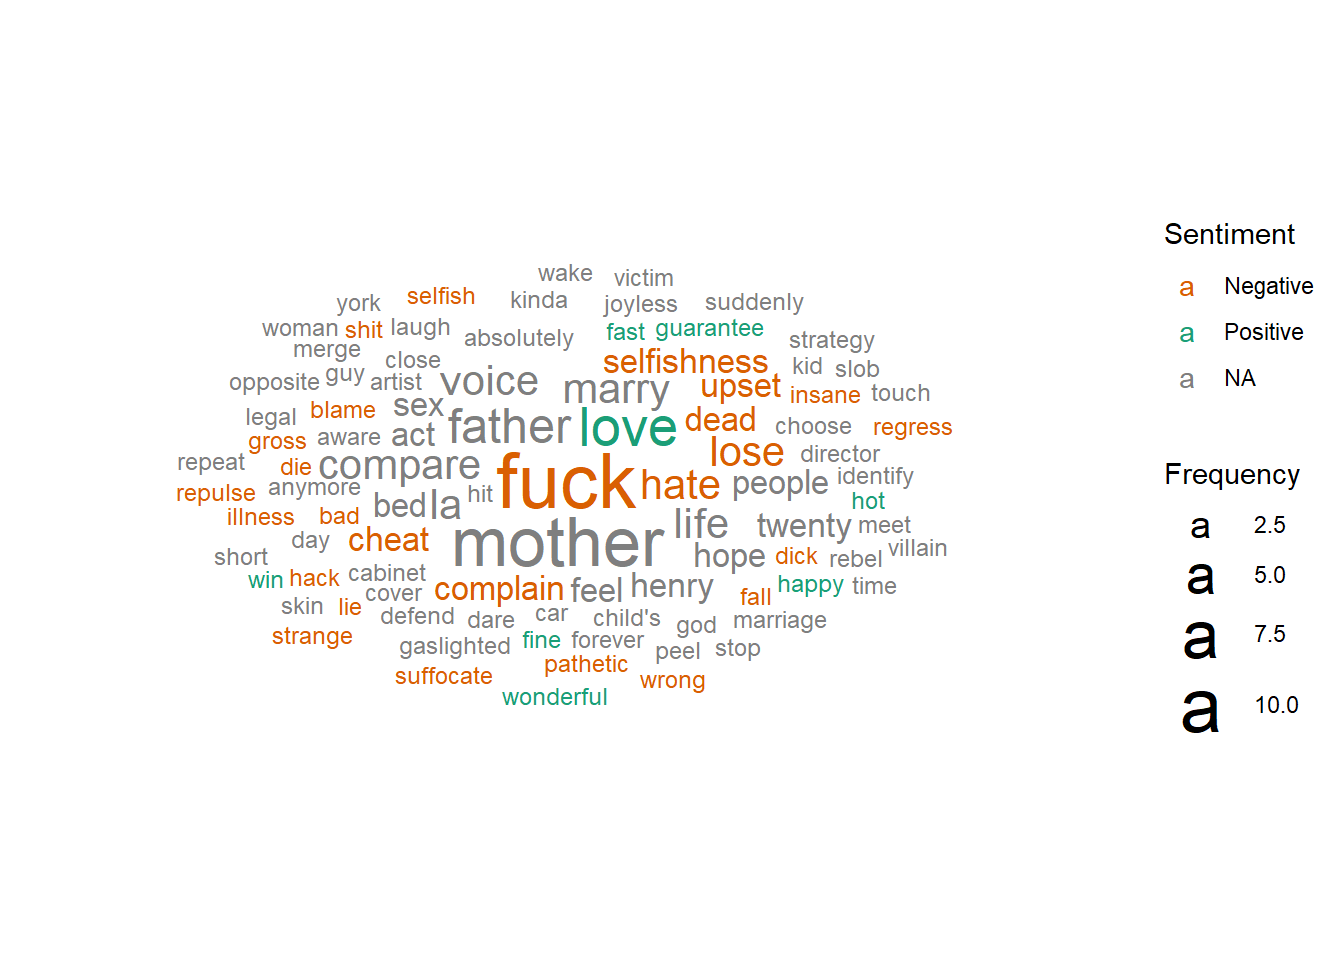 wake victim
york selfish kinda joyless suddenly
woman shit laugh absolutely fast guarantee strategy
merge close selfishness kid slob
opposite guy artist voice marry upset insane touch
legal blame sex father love dead choose regress
gross aware act lose director
repeat die compare fuck hate people identify
repulse anymore bed la hit hot
illness bad mother life twenty meet
short day cheat hope dick rebel villain
win hack cabinet complain feel henry fall happy time
skin lie cover defend dare car child's god marriage
strange gaslighted fine forever peel stop
suffocate pathetic wrong
wonderful
Sentiment
a Negative
a Positive
a NA
Frequency
a 2.5
a 5.0
a 7.5
a 10.0